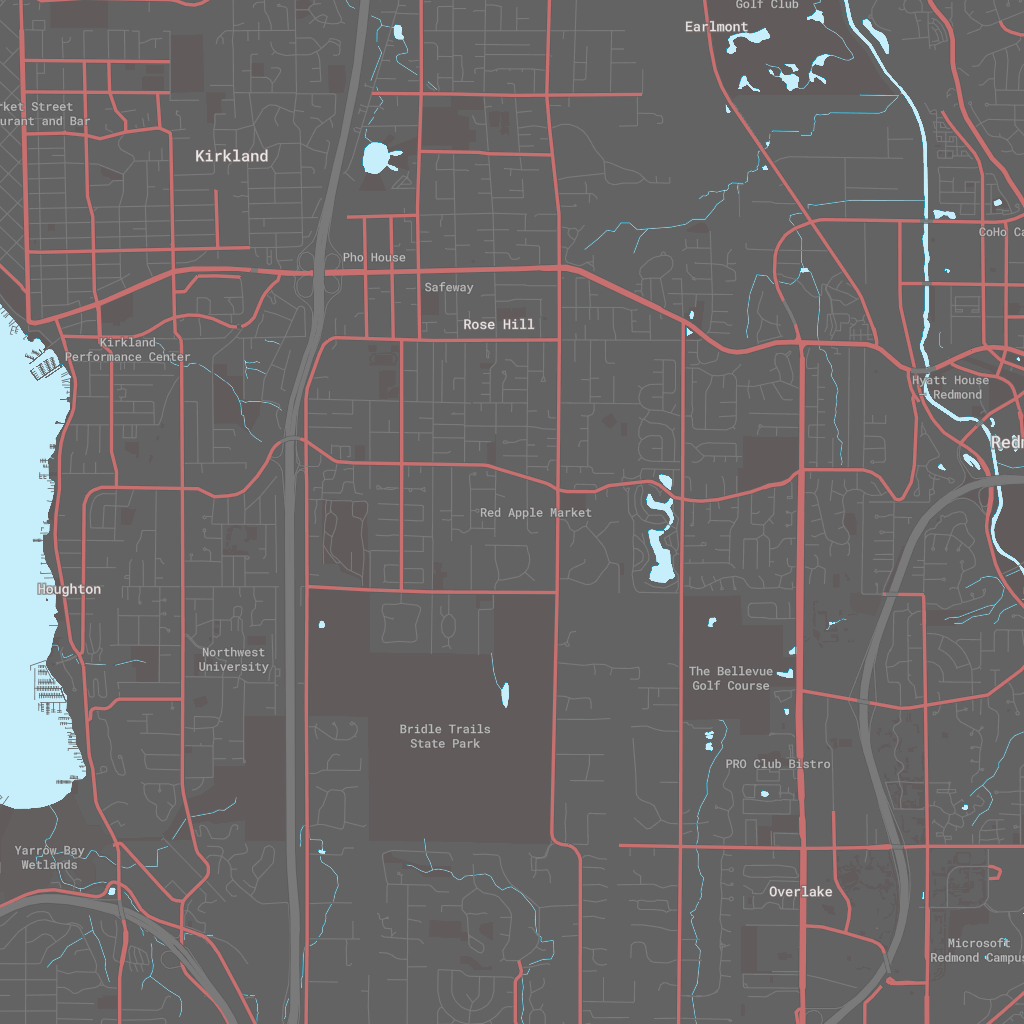 Golf Club
Earlmont
rket Street
urant and Bar
Kirkland
CoHo Ca
Pho House
Safeway
Rose Hill
Kirkland
Performance Center
Hyatt House
- Redmond
Redm
Red Apple Market
Houghton
Northwest
University
The Bellevue
Golf Course
Bridle Trails
State Park
PRO Club Bistro
Yarrow Bay
Wetlands
Overlake
Microsoft
Redmond Campus